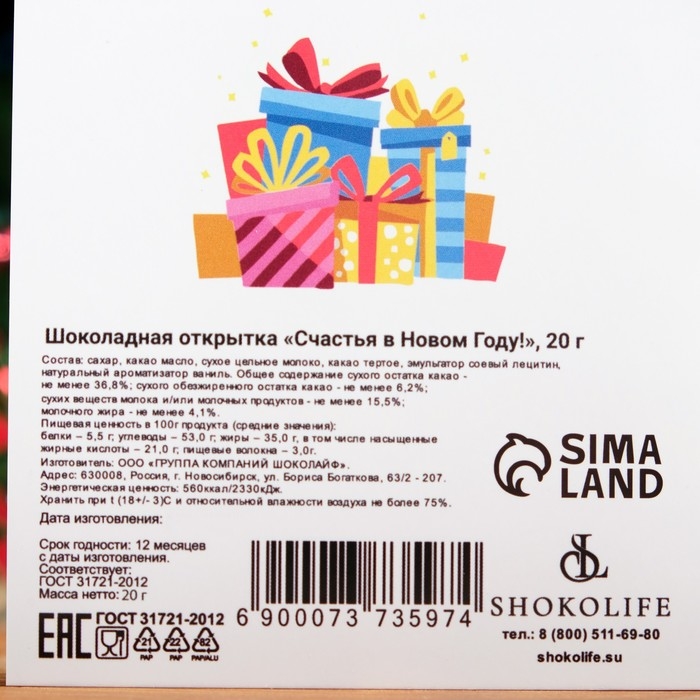 Шоколадная открытка «Счастья в Новом Году!», 20 г
Состав: сахар, какао масло, сухое цельное молоко, какао тертое, эмульгатор соевый лецитин,
натуральный ароматизатор ваниль. Общее содержание сухого остатка какао -
не менее 36,8%; сухого обезжиренного остатка какао - не менее 6,2%;
сухих веществ молока и/или молочных продуктов - не менее 15,5%;
молочного жира - не менее 4,1%.
Пищевая ценность в 100г продукта (средние значения):
белки – 5,5 г; углеводы – 53,0 г; жиры – 35,0 г, в том числе насыщенные
жирные кислоты – 21,0 г; пищевые волокна – 3,0г.
Изготовитель: ООО «ГРУППА КОМПАНИЙ ШОКОЛАЙФ».
Адрес: 630008, Россия, г. Новосибирск, ул. Бориса Богаткова, 63/2 - 207.
Энергетическая ценность: 560ккал/2330кДж.
Хранить при t (18+/- 3)С и относительной влажности воздуха не более 75%.
Дата изготовления:
SIMA
LAND
Срок годности: 12 месяцев
с даты изготовления.
Соответствует:
ГОСТ 31721-2012
Масса нетто: 20 г
EAC ГОСТ 31721-2012
21 22 82
PAP PAP PAP/ALU
6 900073 735974
SL
SHOKOLIFE
тел.: 8 (800) 511-69-80
shokolife.su